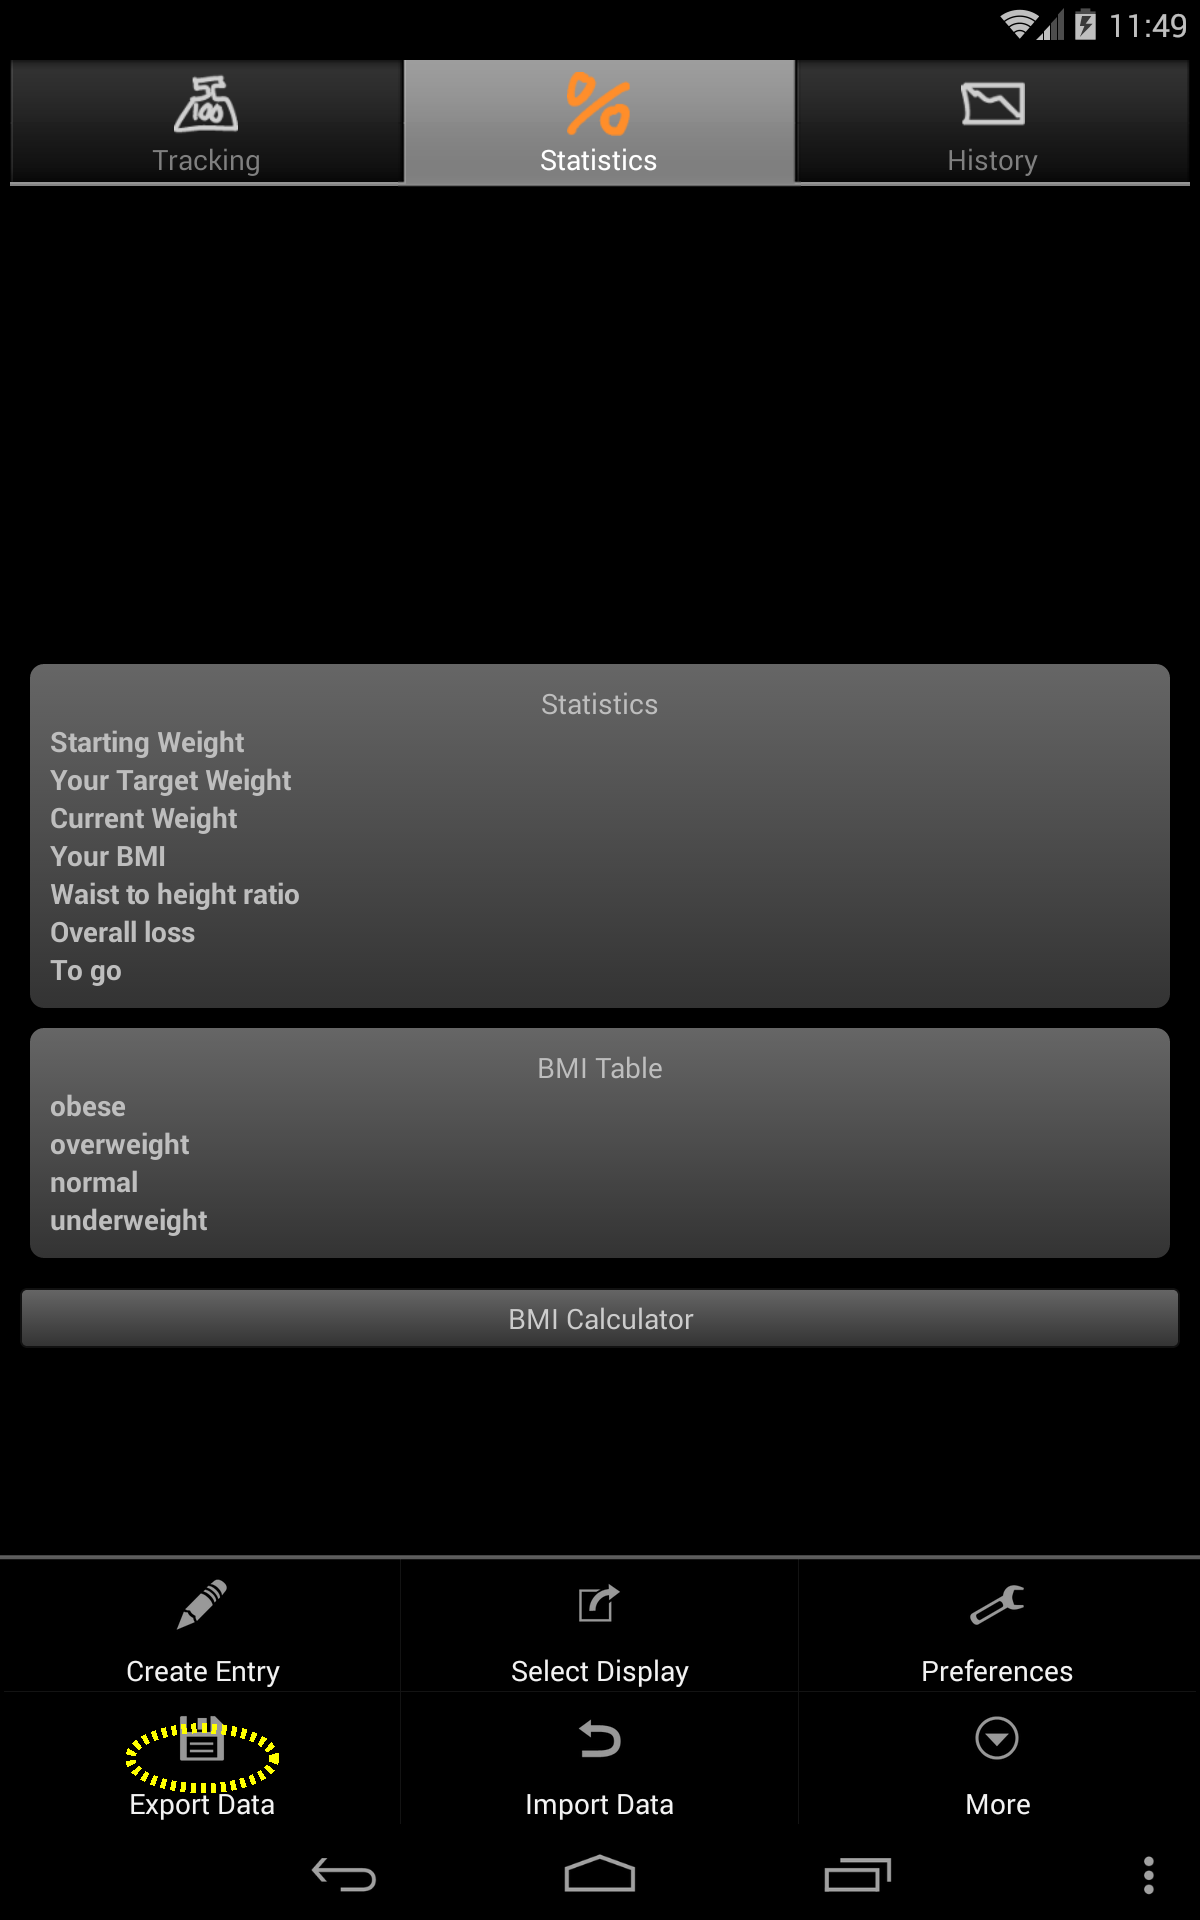 11:49
Tracking
Statistics
History
Statistics
Starting Weight
Your Target Weight
Current Weight
Your BMI
Waist to height ratio
Overall loss
To go
BMI Table
obese
overweight
normal
underweight
BMI Calculator
Create Entry
Select Display
Preferences
Export Data
Import Data
More